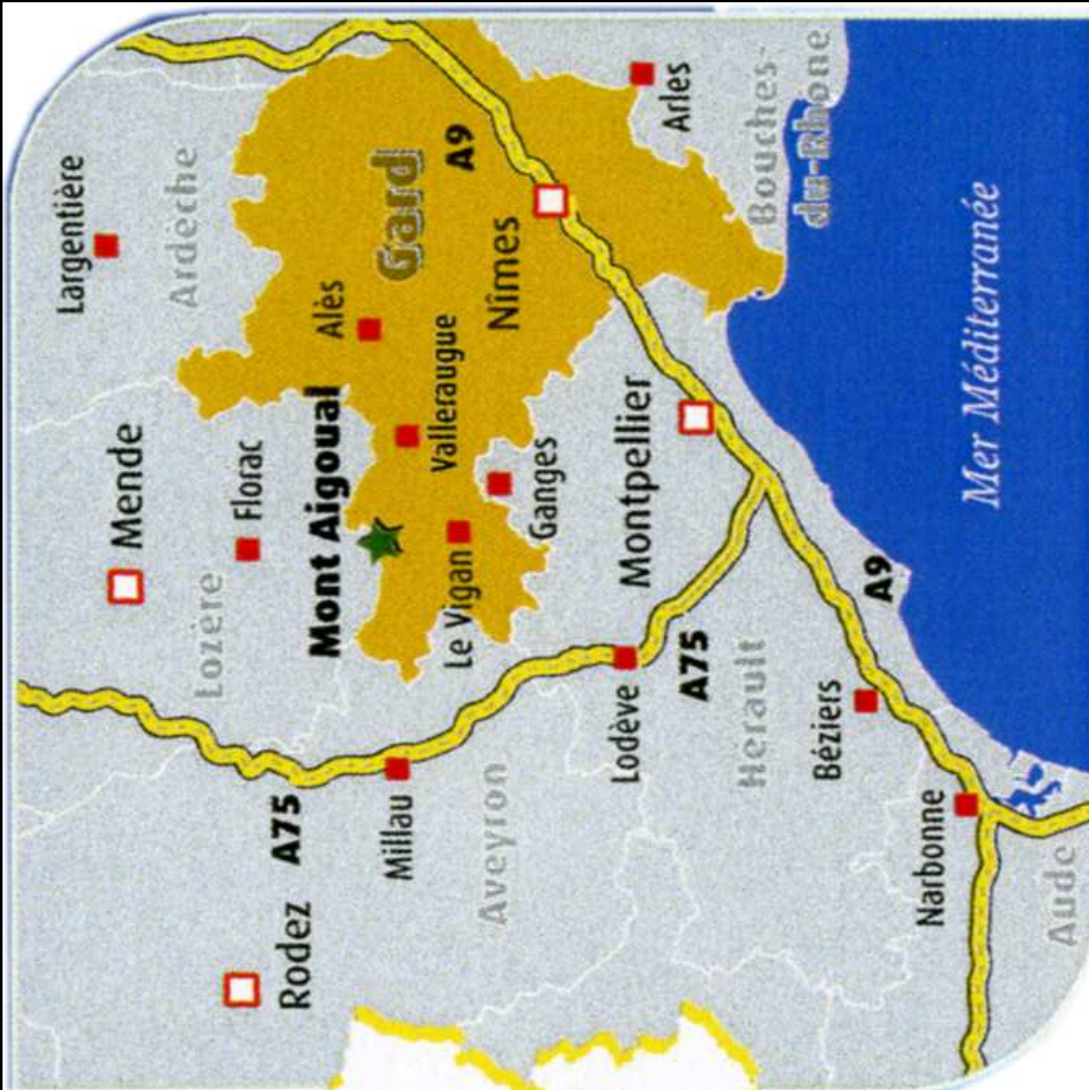 Largentière
Mende
Ardèche
Lozère
Florac
Rodez
A75
Mont Aigoual
Alès
Millau
Gard
Valleraugue
Le Vigan
A9
Aveyron
Nîmes
Ganges
Lodève
Montpellier
Arles
A75
Hérault
Bouches-
du-Rhône
Béziers
A9
Narbonne
Mer Méditerranée
Aude